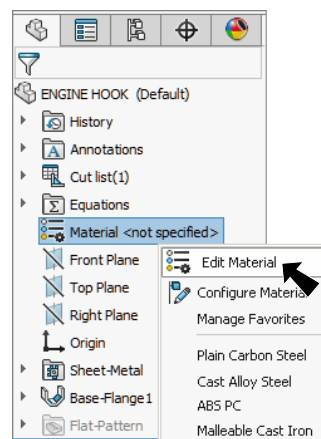 ENGINE HOOK (Default)
History
Annotations
Cut list(1)
Equations
Material <not specified>
Front Plane
Top Plane
Right Plane
Origin
Sheet-Metal
Base-Flange1
Flat-Pattern
Edit Material
Configure Material
Manage Favorites
Plain Carbon Steel
Cast Alloy Steel
ABS PC
Malleable Cast Iron